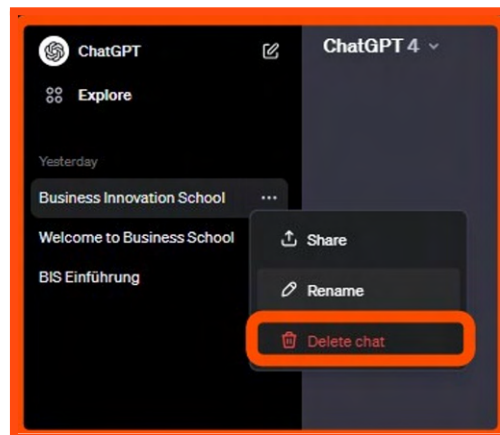 ChatGPT
ChatGPT 4
Explore
Yesterday
Business Innovation School
Welcome to Business School
BIS Einführung
Share
Rename
Delete chat